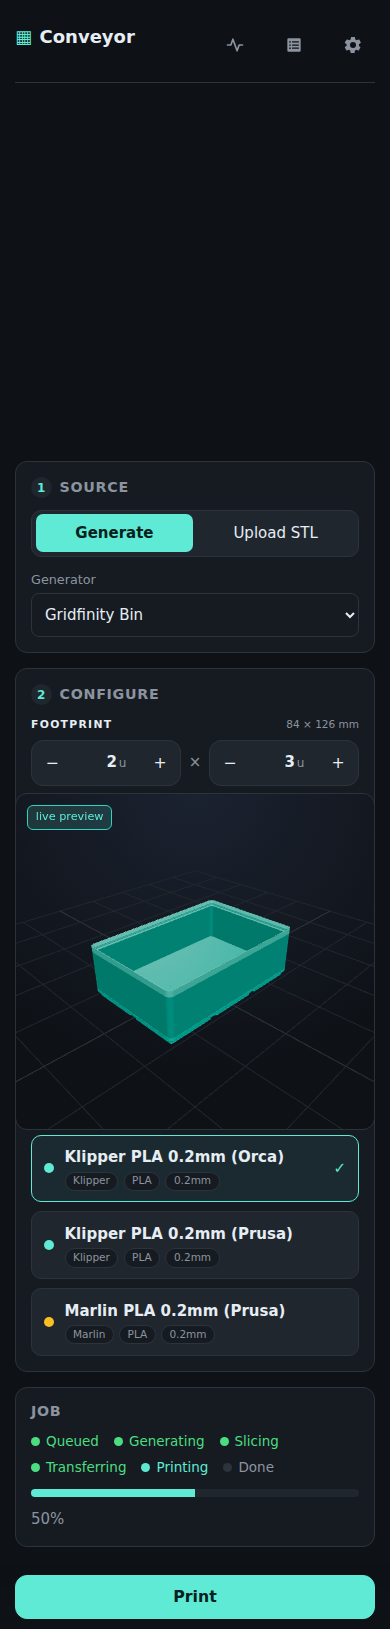 Conveyor
1 SOURCE
Generate Upload STL
Generator
Gridfinity Bin
2 CONFIGURE
FOOTPRINT 84 × 126 mm
− 2 u + × − 3 u +
live preview
Klipper PLA 0.2mm (Orca) ✓
Klipper PLA 0.2mm
Klipper PLA 0.2mm (Prusa)
Klipper PLA 0.2mm
Marlin PLA 0.2mm (Prusa)
Marlin PLA 0.2mm
JOB
Queued Generating Slicing
Transferring Printing Done
50%
Print